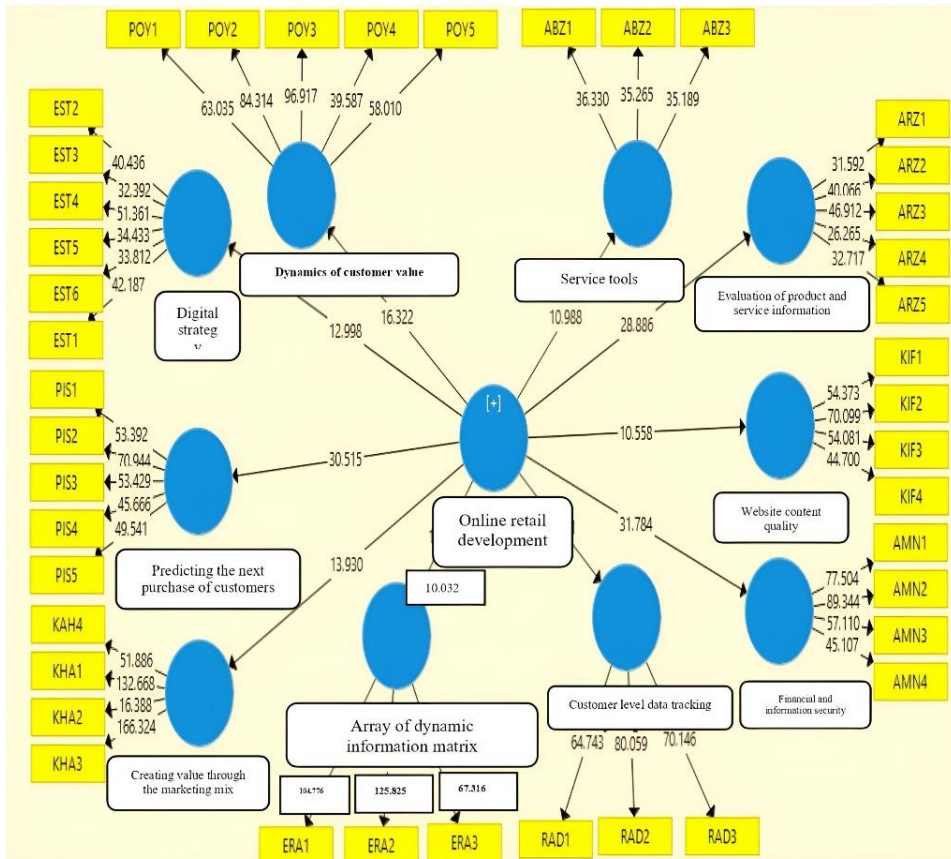 POY1 POY2 POY3 POY4 POY5
ABZ1 ABZ2 ABZ3
63.035 84.314 96.917 39.587 58.010
36.330 35.265 35.189
EST2
EST3
EST4
EST5
EST6
EST1
40.436
32.392
51.361
34.433
33.812
42.187
ARZ1
ARZ2
ARZ3
ARZ4
ARZ5
31.592
40.066
46.912
26.265
32.717
Digital
strateg
y
Dynamics of customer value
Service tools
Evaluation of product and
service information
12.998
16.322
10.988
28.886
PIS1
PIS2
PIS3
PIS4
PIS5
53.392
70.944
53.429
45.666
49.541
Predicting the next
purchase of customers
30.515
[+]
Online retail
development
10.558
KIF1
KIF2
KIF3
KIF4
54.373
70.099
54.081
44.700
Website content
quality
13.930
10.032
31.784
KAH4
KHA1
KHA2
KHA3
51.886
132.668
16.388
166.324
Creating value through
the marketing mix
Array of dynamic
information matrix
104.776 125.825 67.316
ERA1 ERA2 ERA3
Customer level data tracking
64.743 80.059 70.146
RAD1 RAD2 RAD3
AMN1
AMN2
AMN3
AMN4
77.504
89.344
57.110
45.107
Financial and
information security